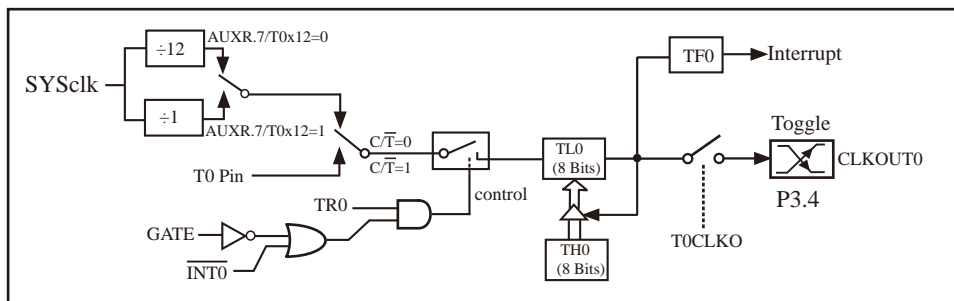 ÷12
AUXR.7/T0x12=0
SYSclk
÷1
AUXR.7/T0x12=1
T0 Pin
C/T̅=0
C/T̅=1
TR0
GATE
I̅N̅T̅0̅
control
TL0
(8 Bits)
TH0
(8 Bits)
TF0
Interrupt
Toggle
CLKOUT0
P3.4
T0CLKO